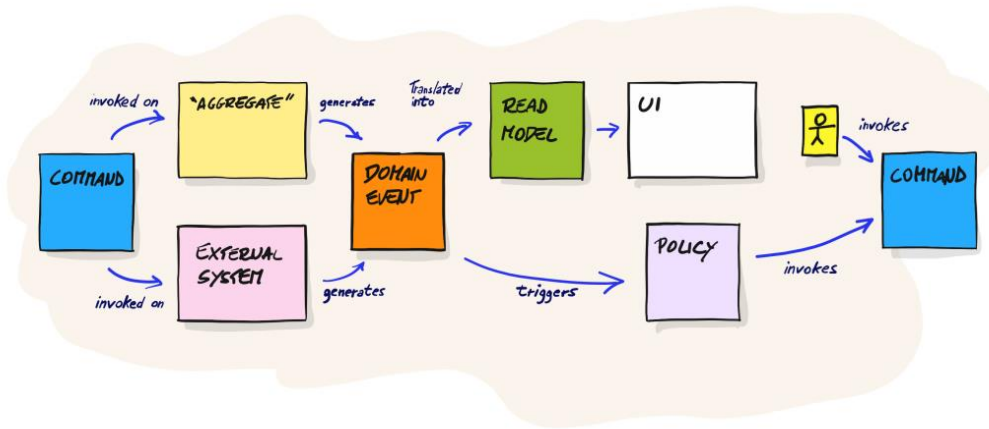 invoked on
"AGGREGATE"
generates
Translated
into
READ
MODEL
UI
invokes
COMMAND
DOMAIN
EVENT
COMMAND
EXTERNAL
SYSTEM
POLICY
invoked on
generates
triggers
invokes